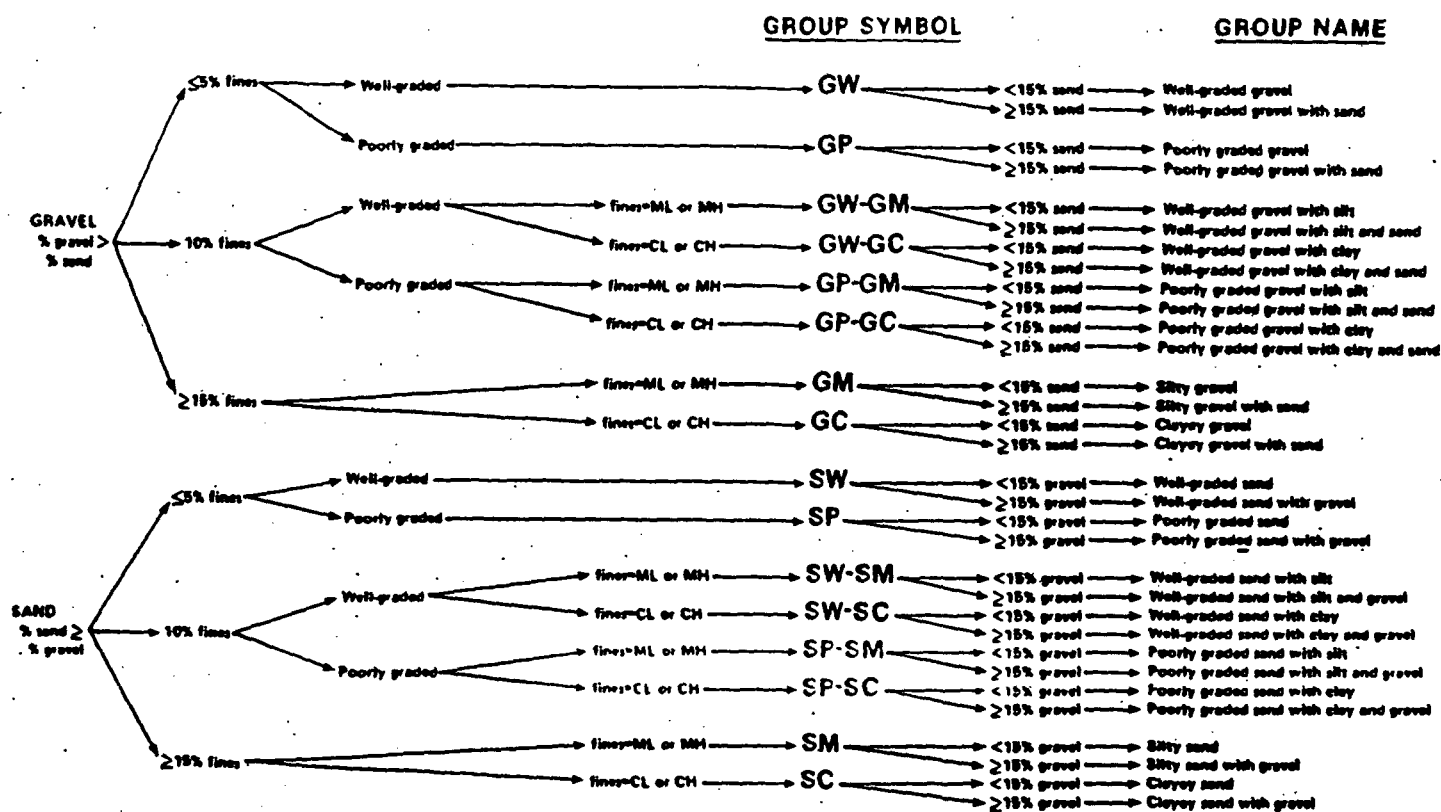 GROUP SYMBOL GROUP NAME
≤5% fines Well-graded GW <15% sand Well-graded gravel
≥15% sand Well-graded gravel with sand
Poorly graded GP <15% sand Poorly graded gravel
≥15% sand Poorly graded gravel with sand
GRAVEL
% gravel >
% sand
10% fines
Well-graded fines=ML or MH GW-GM <15% sand Well-graded gravel with silt
≥15% sand Well-graded gravel with silt and sand
fines=CL or CH GW-GC <15% sand Well-graded gravel with clay
≥15% sand Well-graded gravel with clay and sand
Poorly graded fines=ML or MH GP-GM <15% sand Poorly graded gravel with silt
≥15% sand Poorly graded gravel with silt and sand
fines=CL or CH GP-GC <15% sand Poorly graded gravel with clay
≥15% sand Poorly graded gravel with clay and sand
≥15% fines fines=ML or MH GM <15% sand Silty gravel
≥15% sand Silty gravel with sand
fines=CL or CH GC <15% sand Clayey gravel
≥15% sand Clayey gravel with sand
≤5% fines Well-graded SW <15% gravel Well-graded sand
≥15% gravel Well-graded sand with gravel
Poorly graded SP <15% gravel Poorly graded sand
≥15% gravel Poorly graded sand with gravel
SAND
% sand ≥
% gravel
10% fines
Well-graded fines=ML or MH SW-SM <15% gravel Well-graded sand with silt
≥15% gravel Well-graded sand with silt and gravel
fines=CL or CH SW-SC <15% gravel Well-graded sand with clay
≥15% gravel Well-graded sand with clay and gravel
Poorly graded fines=ML or MH SP-SM <15% gravel Poorly graded sand with silt
≥15% gravel Poorly graded sand with silt and gravel
fines=CL or CH SP-SC <15% gravel Poorly graded sand with clay
≥15% gravel Poorly graded sand with clay and gravel
≥15% fines fines=ML or MH SM <15% gravel Silty sand
≥15% gravel Silty sand with gravel
fines=CL or CH SC <15% gravel Clayey sand
≥15% gravel Clayey sand with gravel